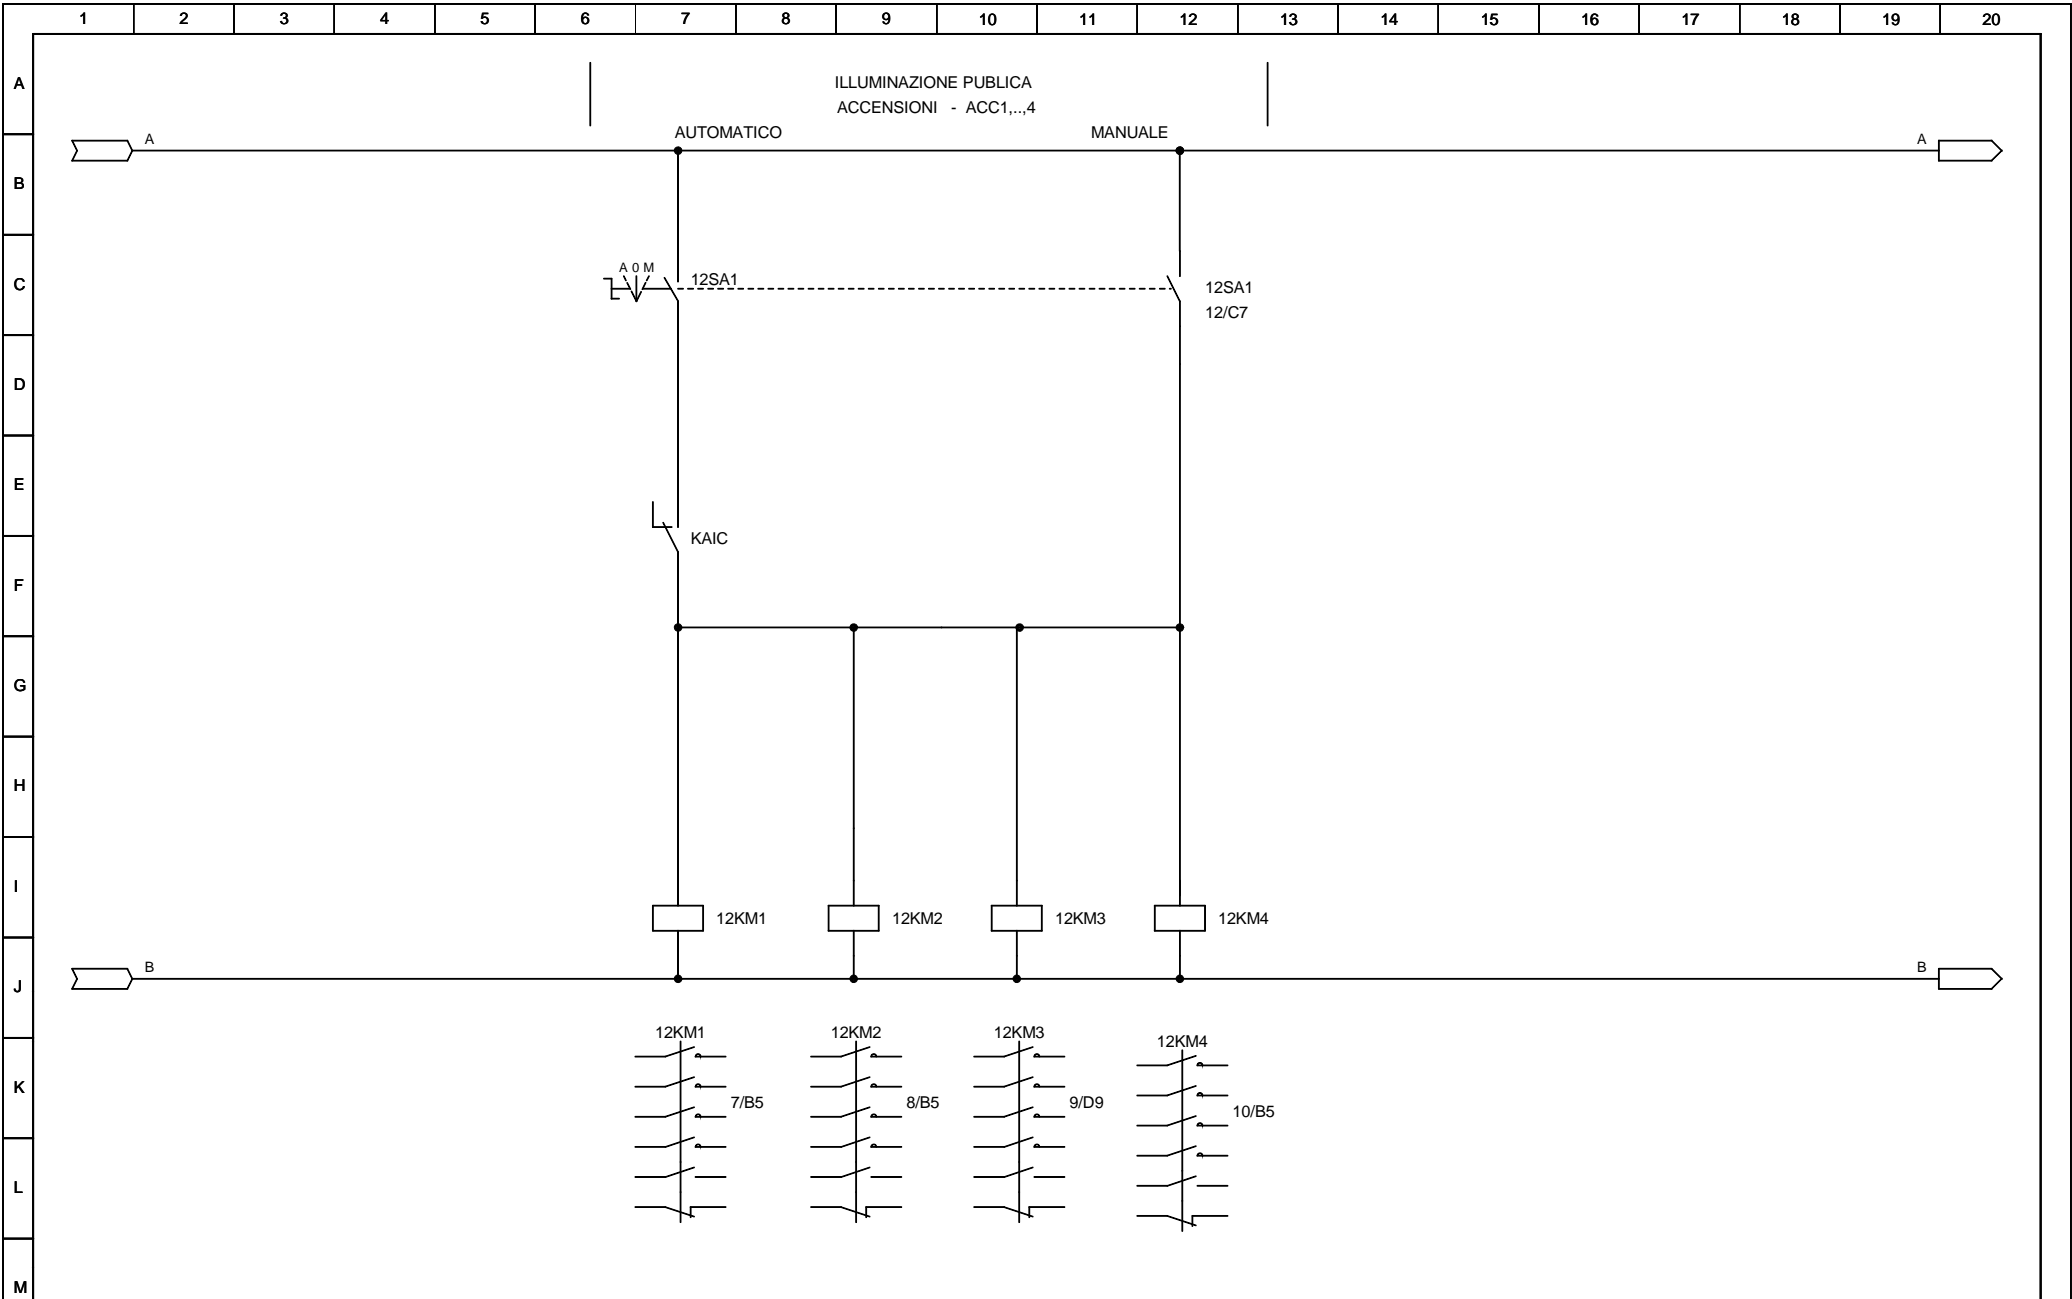 1 2 3 4 5 6 7 8 9 10 11 12 13 14 15 16 17 18 19 20
A
ILLUMINAZIONE PUBLICA
ACCENSIONI - ACC1,..,4
AUTOMATICO MANUALE
A A
B
C
A 0 M
12SA1
12SA1
12/C7
D
E
KAIC
F
G
H
I
12KM1 12KM2 12KM3 12KM4
B B
J
12KM1 12KM2 12KM3 12KM4
K
7/B5 8/B5 9/D9 10/B5
L
M